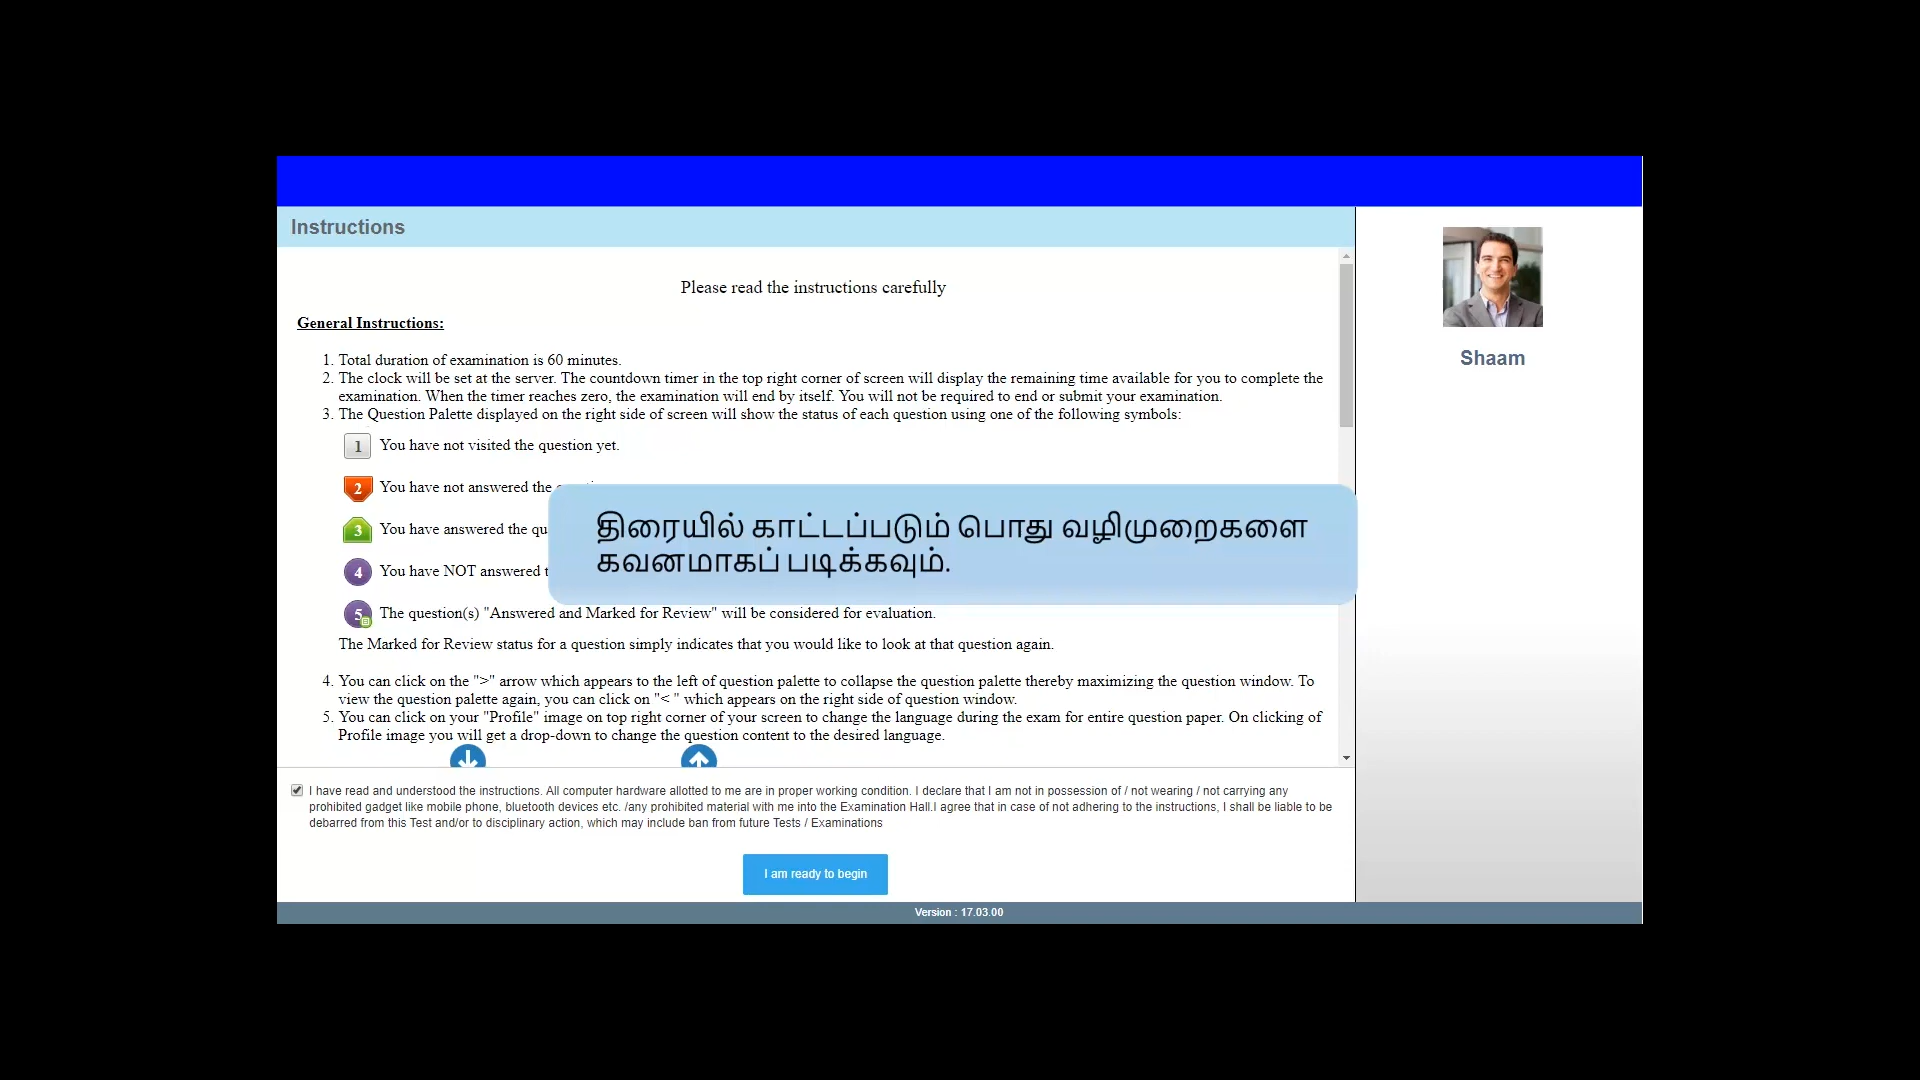 Instructions
Please read the instructions carefully
General Instructions:
1. Total duration of examination is 60 minutes.
2. The clock will be set at the server. The countdown timer in the top right corner of screen will display the remaining time available for you to complete the
examination. When the timer reaches zero, the examination will end by itself. You will not be required to end or submit your examination.
3. The Question Palette displayed on the right side of screen will show the status of each question using one of the following symbols:
1 You have not visited the question yet.
2 You have not answered the
3 You have answered the
4 You have NOT answered
திரையில் காட்டப்படும் பொது வழிமுறைகளை
கவனமாகப் படிக்கவும்.
5 The question(s) "Answered and Marked for Review" will be considered for evaluation.
The Marked for Review status for a question simply indicates that you would like to look at that question again.
4. You can click on the ">" arrow which appears to the left of question palette to collapse the question palette thereby maximizing the question window. To
view the question palette again, you can click on "< " which appears on the right side of question window.
5. You can click on your "Profile" image on top right corner of your screen to change the language during the exam for entire question paper. On clicking of
Profile image you will get a drop-down to change the question content to the desired language.
I have read and understood the instructions. All computer hardware allotted to me are in proper working condition. I declare that I am not in possession of / not wearing / not carrying any
prohibited gadget like mobile phone, bluetooth devices etc. /any prohibited material with me into the Examination Hall.I agree that in case of not adhering to the instructions, I shall be liable to be
debarred from this Test and/or to disciplinary action, which may include ban from future Tests / Examinations
I am ready to begin
Shaam
Version : 17.03.00